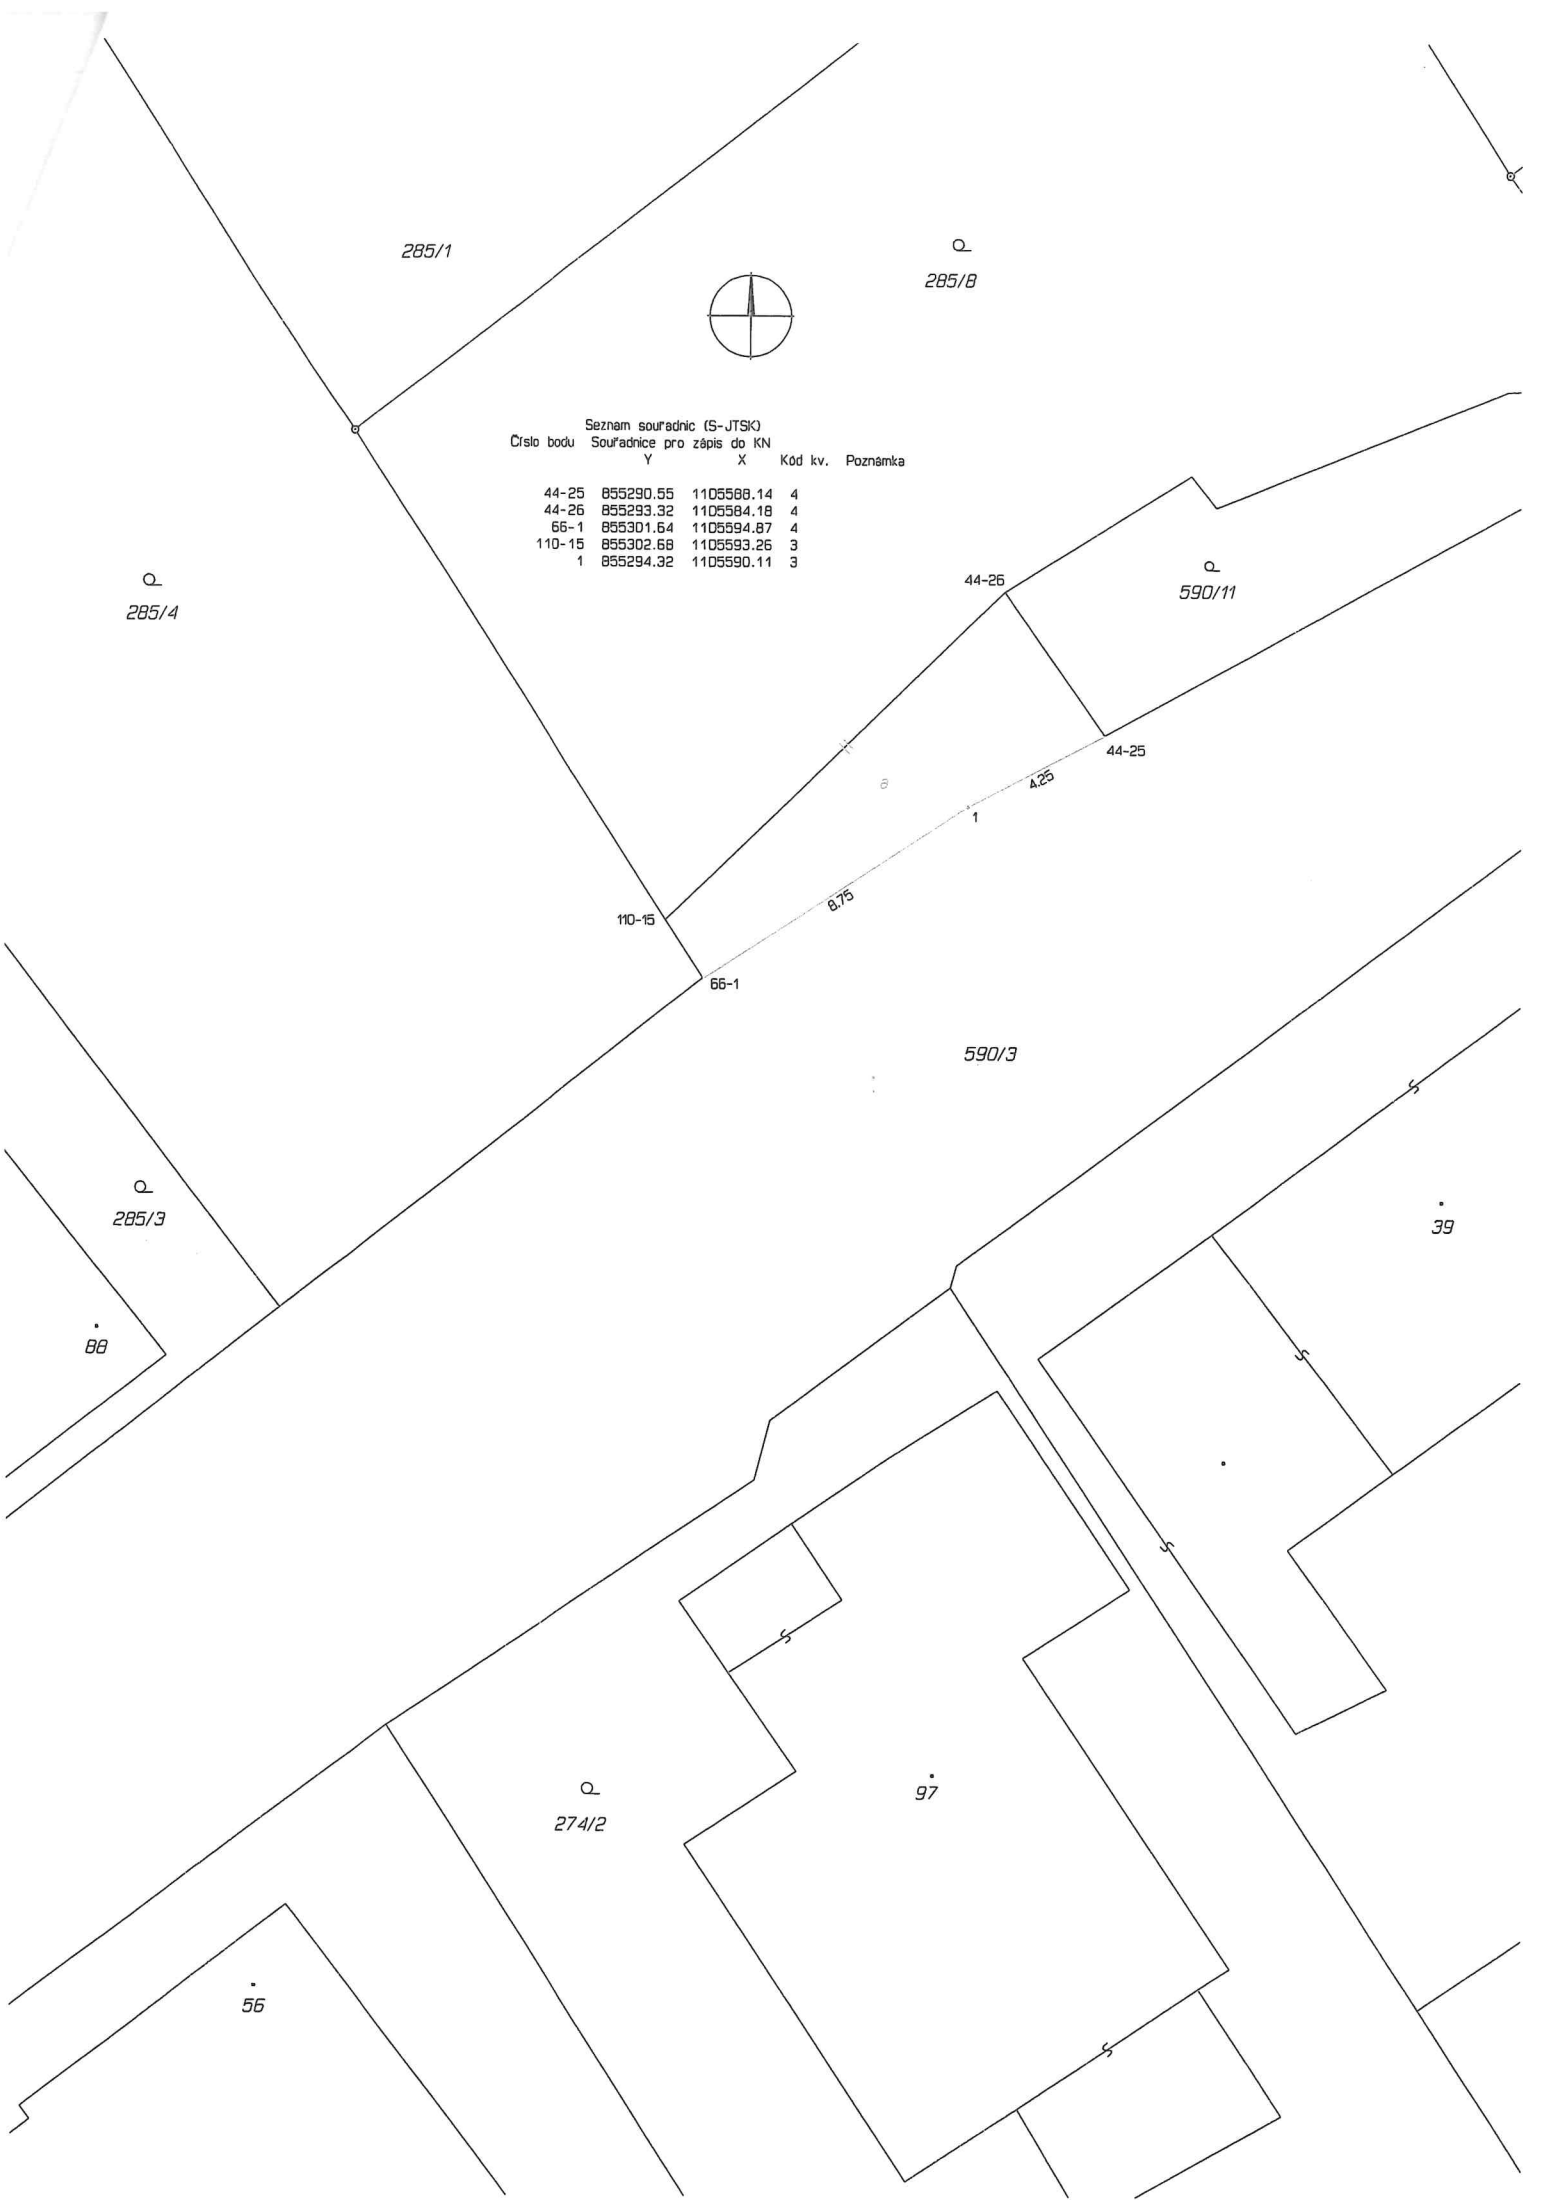 285/1
285/8
Seznam souřadnic (S-JTSK)
Číslo bodu Souřadnice pro zápis do KN
Y X Kód kv. Poznámka
44-25 855290.55 1105588.14 4
44-26 855293.32 1105584.18 4
66-1 855301.64 1105594.87 4
110-15 855302.68 1105593.26 3
1 855294.32 1105590.11 3
44-26
590/11
285/4
44-25
4.25
a
1
8.75
110-15
66-1
590/3
285/3
39
88
97
274/2
56